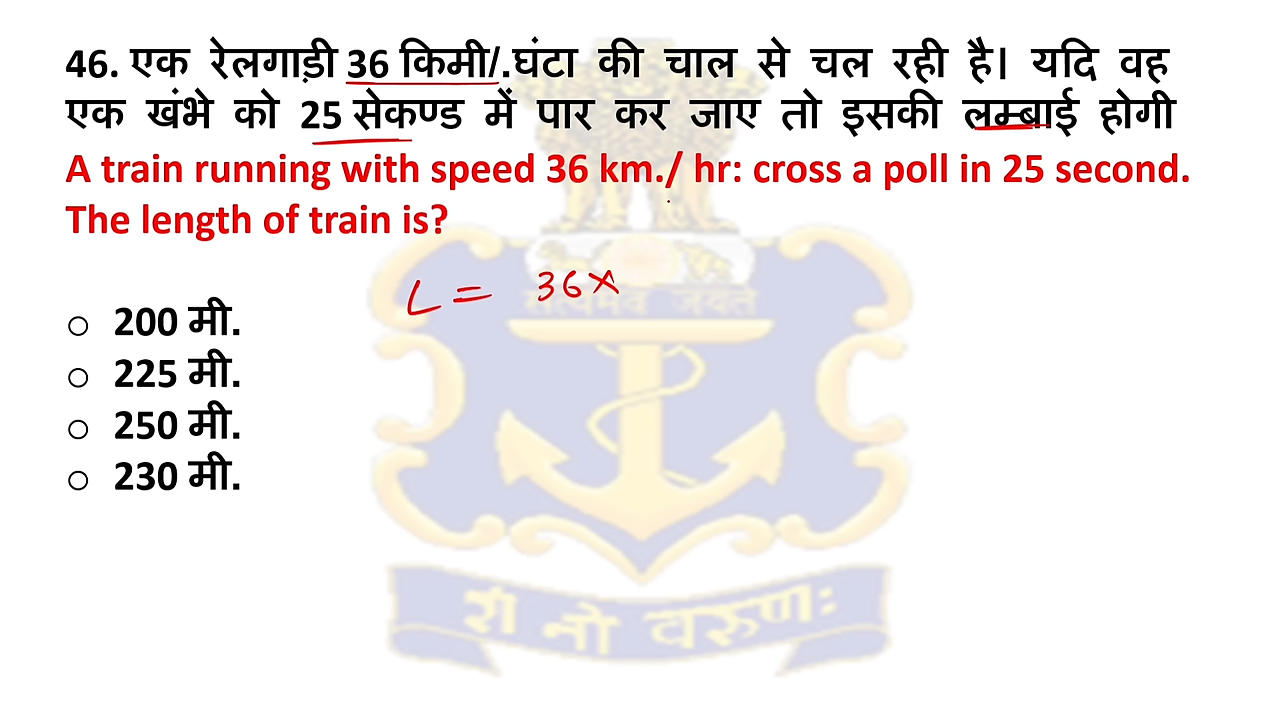 46. एक रेलगाड़ी 36 किमी/.घंटा की चाल से चल रही है। यदि वह
एक खंभे को 25 सेकण्ड में पार कर जाए तो इसकी लम्बाई होगी
A train running with speed 36 km./ hr: cross a poll in 25 second.
The length of train is?
L = 36×
सत्यमेव जयते
○ 200 मी.
○ 225 मी.
○ 250 मी.
○ 230 मी.
शं नो वरुणः